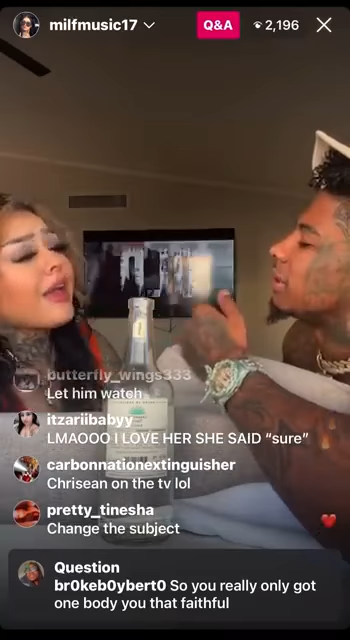 milfmusic17
Q&A
2,196
butterfly_wings333
Let him watch
itzariibabyy
LMAOOO I LOVE HER SHE SAID “sure”
carbonnationextinguisher
Chrisean on the tv lol
pretty_tinesha
Change the subject
Question
br0keb0ybert0 So you really only got
one body you that faithful